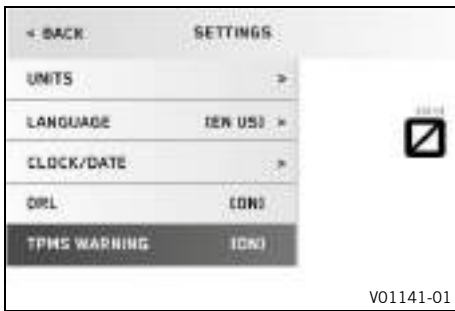 < BACK SETTINGS
UNITS >
LANGUAGE [EN US] >
CLOCK/DATE >
DRL [ON]
TPMS WARNING [ON]
V01141-01